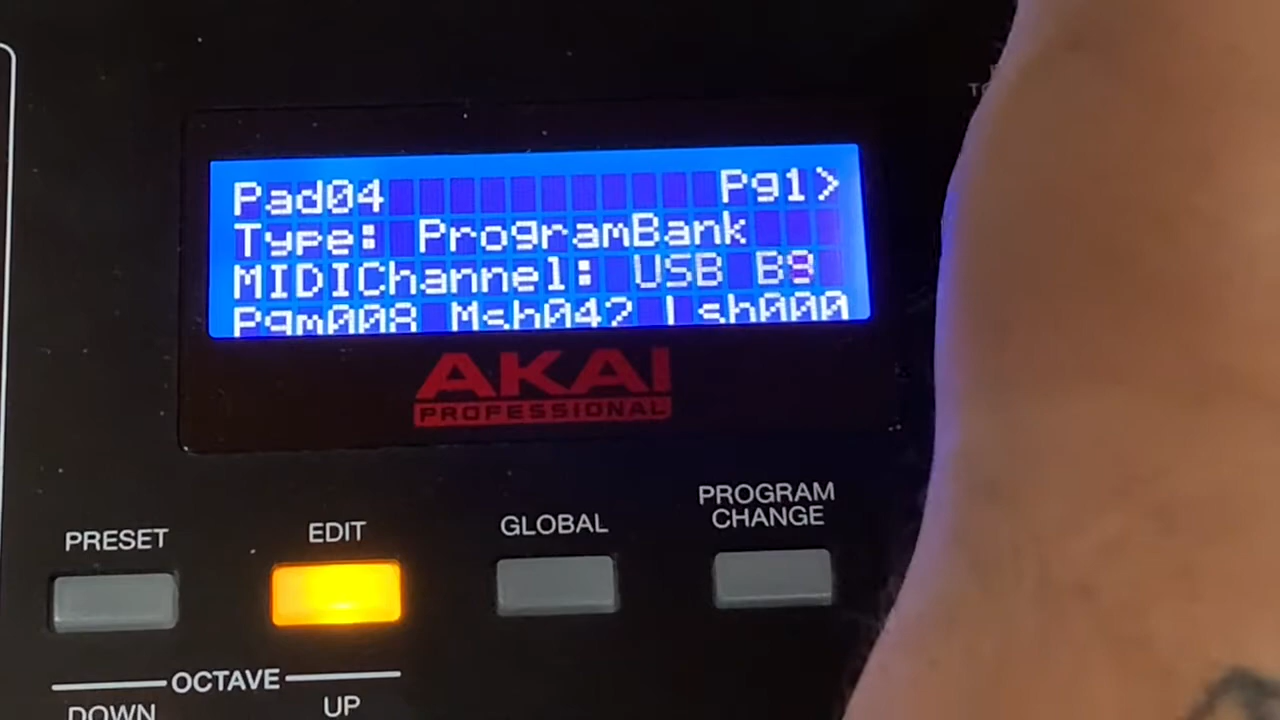 Pad04 Pg1>
Type: ProgramBank
MIDIChannel: USB B9
Pgm008 Msb042 Lsb000
AKAI
PROFESSIONAL
PRESET EDIT GLOBAL PROGRAM CHANGE
OCTAVE
DOWN UP